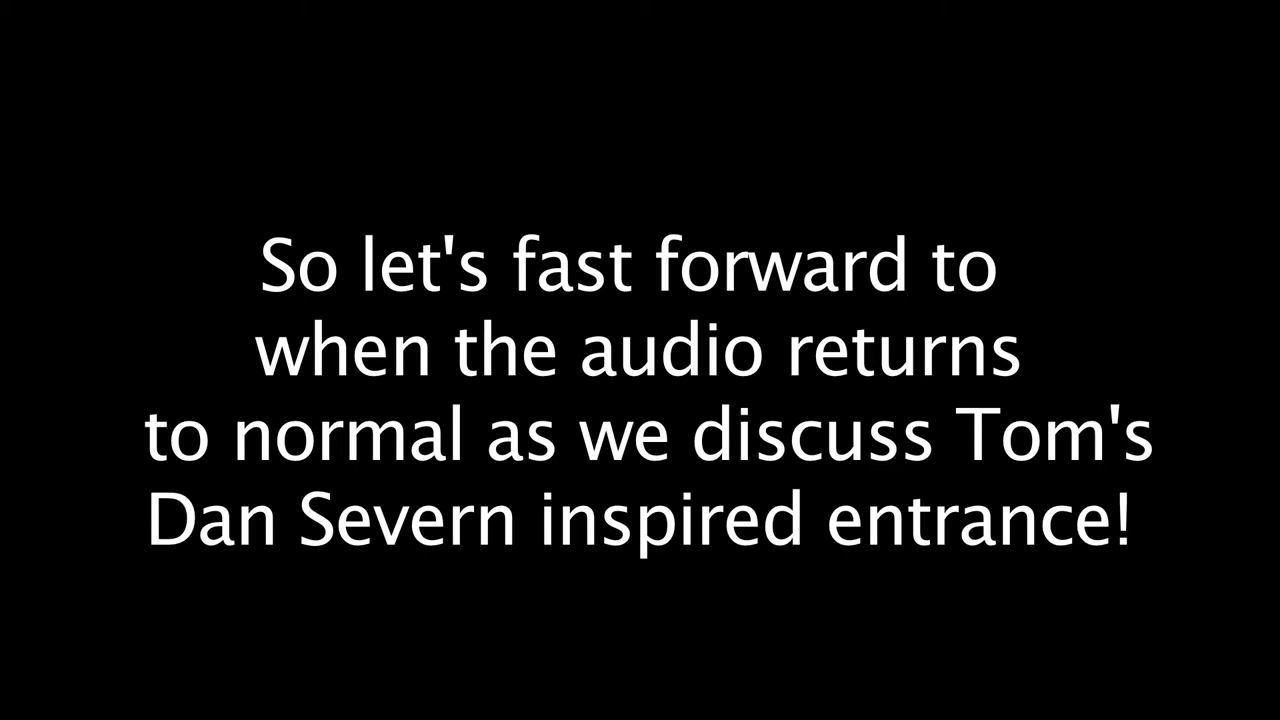 So let's fast forward to
when the audio returns
to normal as we discuss Tom's
Dan Severn inspired entrance!